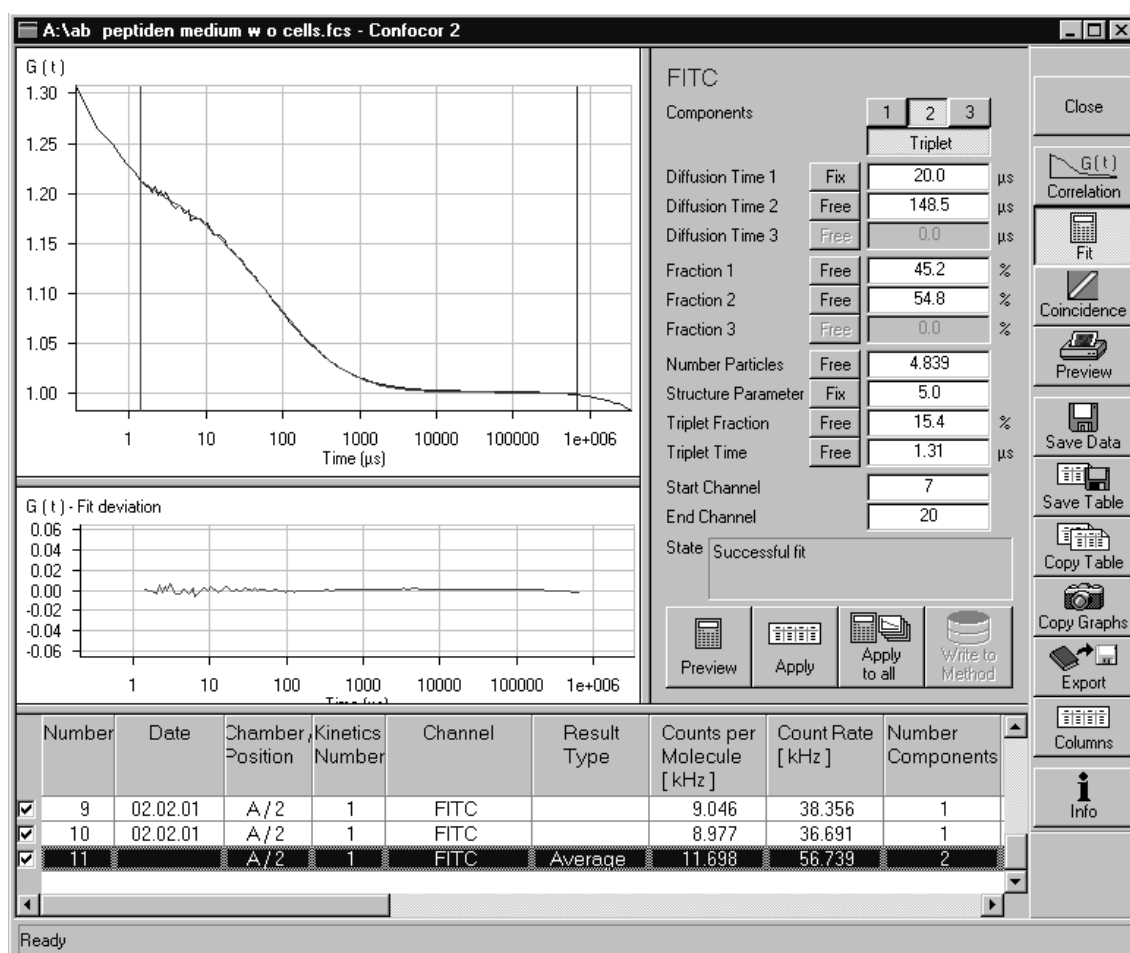 A:\ab peptiden medium w o cells.fcs - Confocor 2
G ( t )
1.30
1.25
1.20
1.15
1.10
1.05
1.00
1 10 100 1000 10000 100000 1e+006
Time (µs)
G ( t ) - Fit deviation
0.06
0.04
0.02
0.00
-0.02
-0.04
-0.06
1 10 100 1000 10000 100000 1e+006
Time (µs)
FITC
Components 1 2 3
Triplet
Diffusion Time 1 Fix 20.0 µs
Diffusion Time 2 Free 148.5 µs
Diffusion Time 3 Free 0.0 µs
Fraction 1 Free 45.2 %
Fraction 2 Free 54.8 %
Fraction 3 Free 0.0 %
Number Particles Free 4.839
Structure Parameter Fix 5.0
Triplet Fraction Free 15.4 %
Triplet Time Free 1.31 µs
Start Channel 7
End Channel 20
State Successful fit
Preview
Apply
Apply
to all
Write to
Method
Close
G(t)
Correlation
Fit
Coincidence
Preview
Save Data
Save Table
Copy Table
Copy Graphs
Export
Columns
i
Info
Number Date Chamber / Kinetics Channel Result Counts per Count Rate Number
Position Number Type Molecule [ kHz ] Components
[ kHz ]
9 02.02.01 A / 2 1 FITC 9.046 38.356 1
10 02.02.01 A / 2 1 FITC 8.977 36.691 1
11 A / 2 1 FITC Average 11.698 56.739 2
Ready